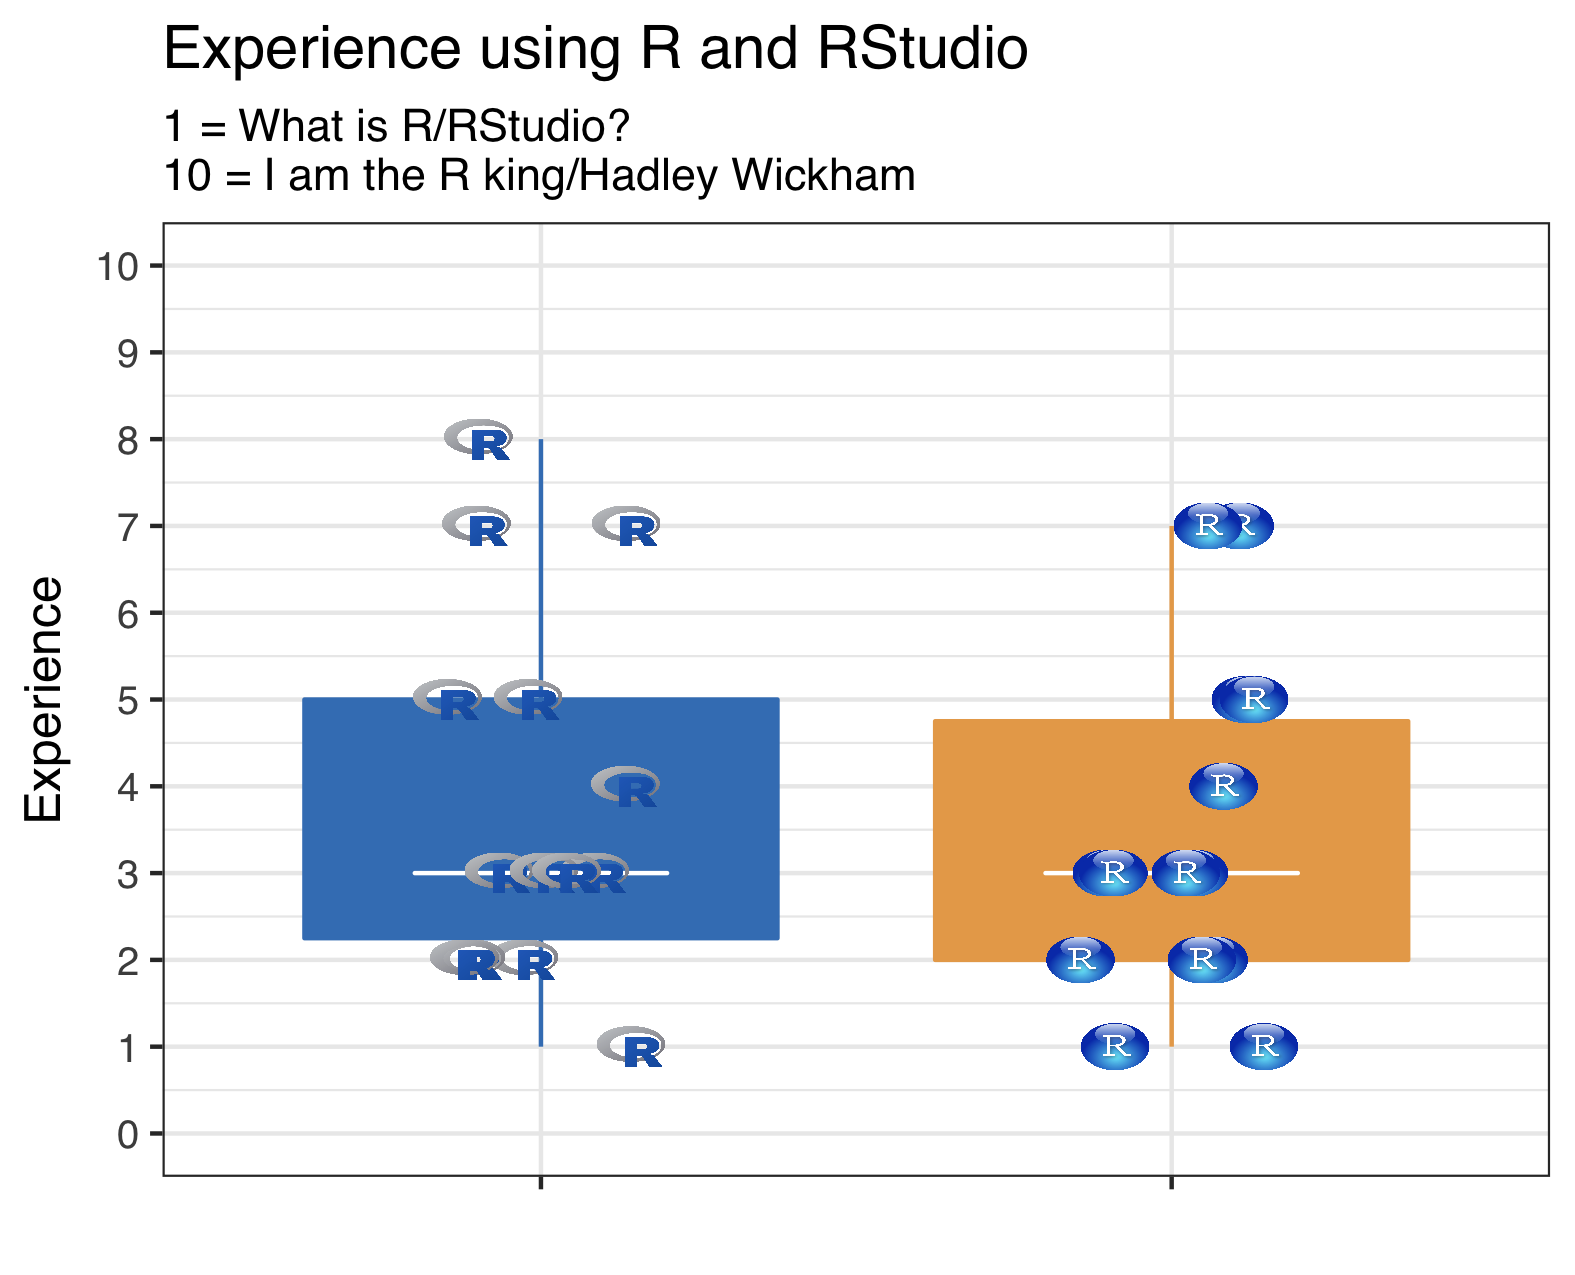 Experience using R and RStudio
1 = What is R/RStudio?
10 = I am the R king/Hadley Wickham
Experience
10
9
8
7
6
5
4
3
2
1
0
R
R R
R R
R R
R
R
R R R R
R R
R R R
R R
R
R R